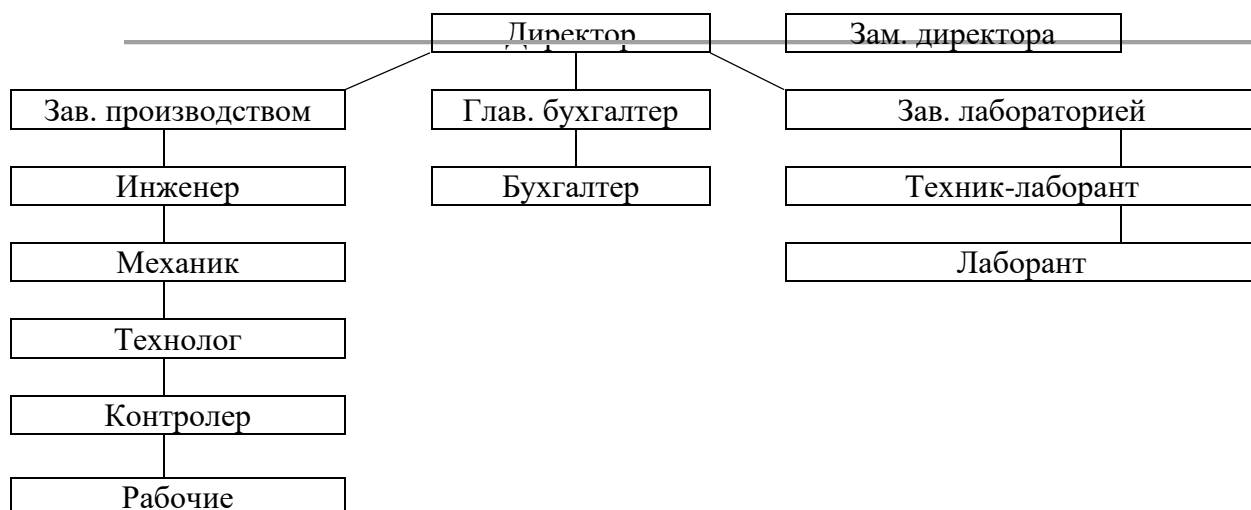 Директор
Зам. директора
Зав. производством
Глав. бухгалтер
Зав. лабораторией
Инженер
Бухгалтер
Техник-лаборант
Механик
Лаборант
Технолог
Контролер
Рабочие